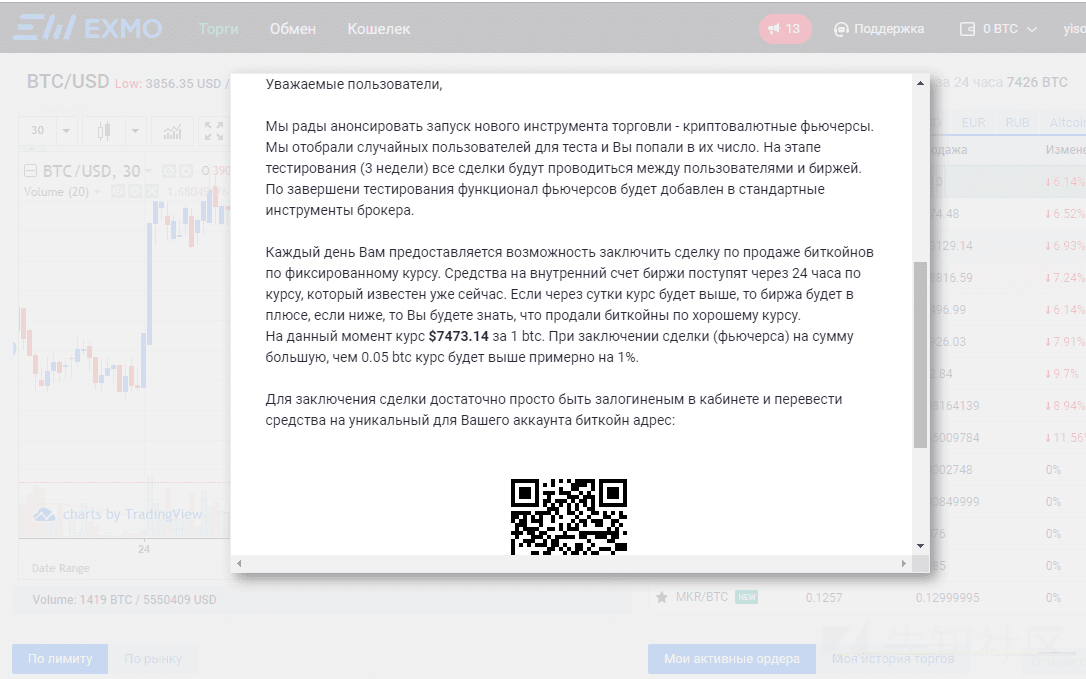 EXMO
Торги
Обмен
Кошелек
13
Поддержка
0 BTC
yiso
BTC/USD Low: 3856.35 USD /
за 24 часа 7426 BTC
30
EUR
RUB
Altcoin
BTC/USD, 30
O 390
Volume (20)
Уважаемые пользователи,
Мы рады анонсировать запуск нового инструмента торговли - криптовалютные фьючерсы.
Мы отобрали случайных пользователей для теста и Вы попали в их число. На этапе
тестирования (3 недели) все сделки будут проводиться между пользователями и биржей.
По завершени тестирования функционал фьючерсов будет добавлен в стандартные
инструменты брокера.
Каждый день Вам предоставляется возможность заключить сделку по продаже биткойнов
по фиксированному курсу. Средства на внутренний счет биржи поступят через 24 часа по
курсу, который известен уже сейчас. Если через сутки курс будет выше, то биржа будет в
плюсе, если ниже, то Вы будете знать, что продали биткойны по хорошему курсу.
На данный момент курс $7473.14 за 1 btc. При заключении сделки (фьючерса) на сумму
большую, чем 0.05 btc курс будет выше примерно на 1%.
Для заключения сделки достаточно просто быть залогиненым в кабинете и перевести
средства на уникальный для Вашего аккаунта биткойн адрес:
одажа
Измене
0 ↓6.14%
74.48 ↓6.52%
3129.14 ↓6.93%
8816.59 ↓7.24%
496.99 ↓6.14%
926.03 ↓7.91%
2.84 ↓9.7%
08164139 ↓8.94%
5009784 ↓11.56%
002748 0%
0849999 0%
76 0%
85 0%
MKR/BTC NEW 0.1257 0.12999995 0%
charts by TradingView
24
Date Range
Volume: 1419 BTC / 5550409 USD
По лимиту
По рынку
Мои активные ордера
Моя история торгов
先知社区